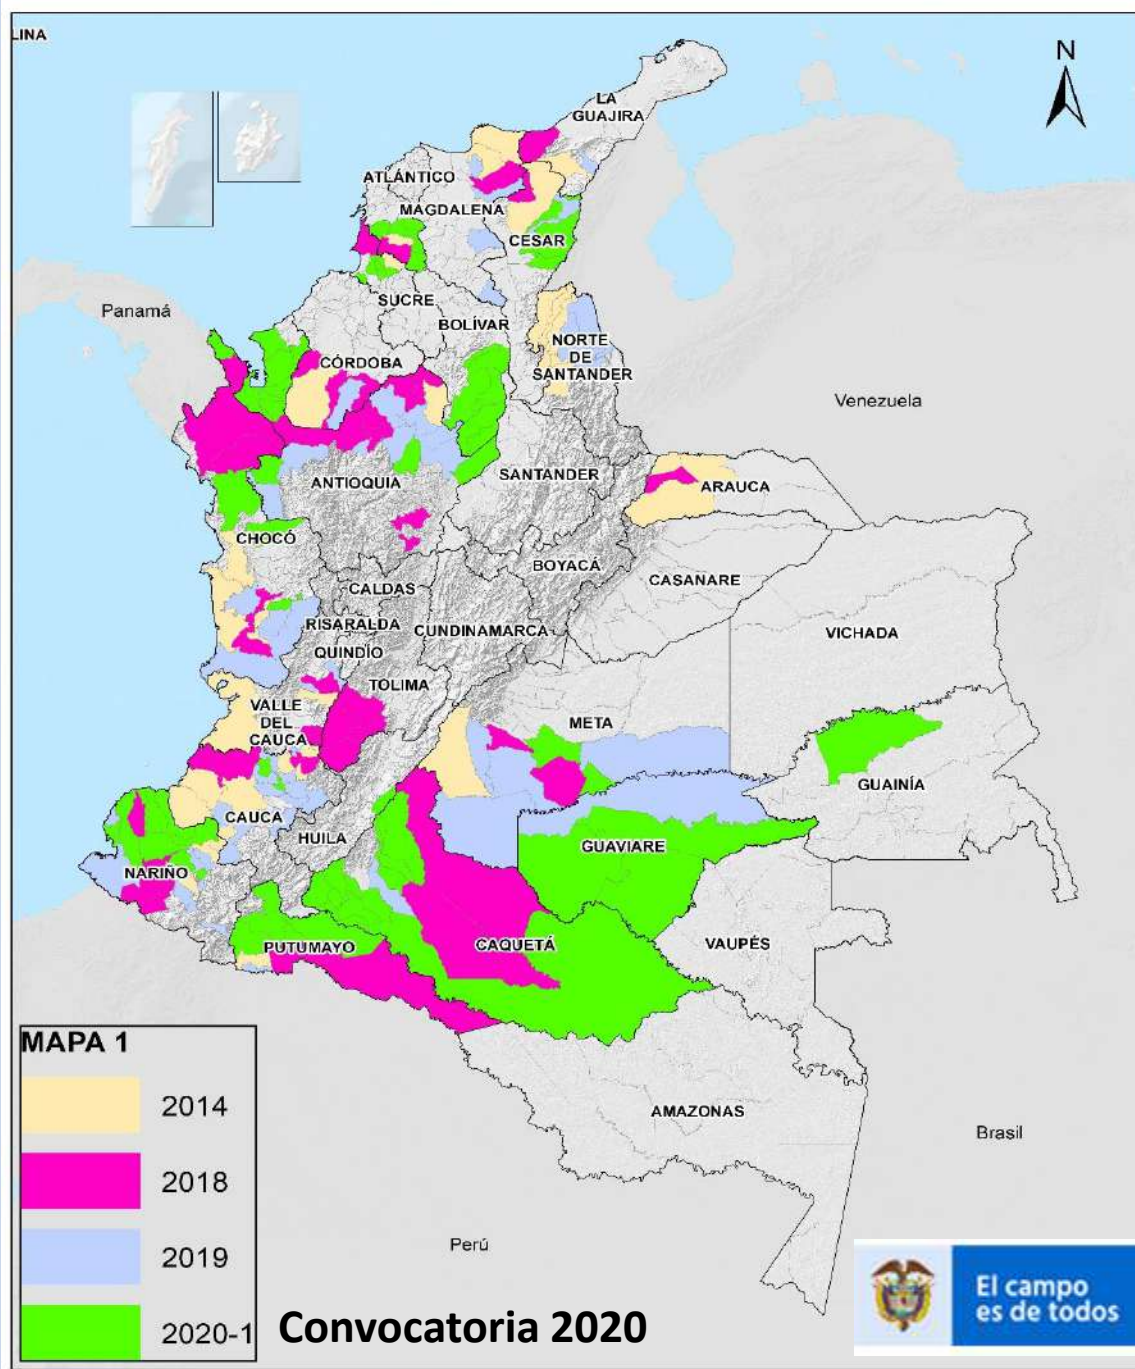 LINA
N
LA
GUAJIRA
ATLÁNTICO
MAGDALENA
CESAR
SUCRE
Panamá
BOLÍVAR
NORTE
DE
SANTANDER
CÓRDOBA
Venezuela
SANTANDER
ANTIOQUIA
ARAUCA
CHOCÓ
BOYACÁ
CASANARE
CALDAS
RISARALDA
CUNDINAMARCA
VICHADA
QUINDÍO
TOLIMA
VALLE
DEL
CAUCA
META
GUAINÍA
CAUCA
HUILA
GUAVIARE
NARIÑO
PUTUMAYO
CAQUETÁ
VAUPÉS
AMAZONAS
Brasil
Perú
MAPA 1
2014
2018
2019
2020-1
Convocatoria 2020
El campo
es de todos